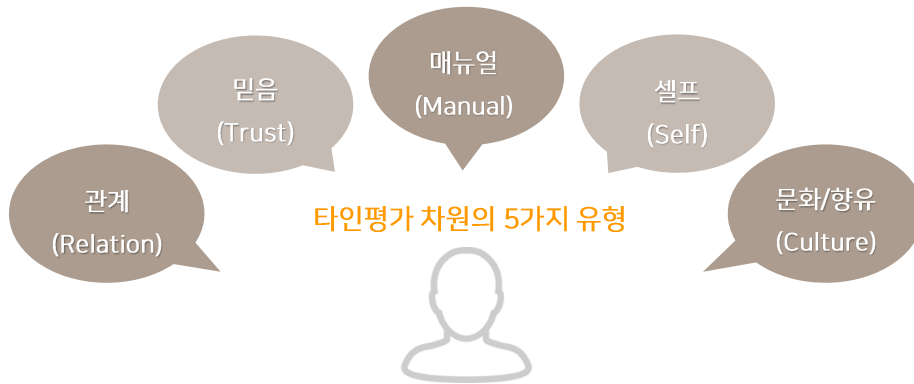 관계
(Relation)
믿음
(Trust)
매뉴얼
(Manual)
셀프
(Self)
문화/향유
(Culture)
타인평가 차원의 5가지 유형